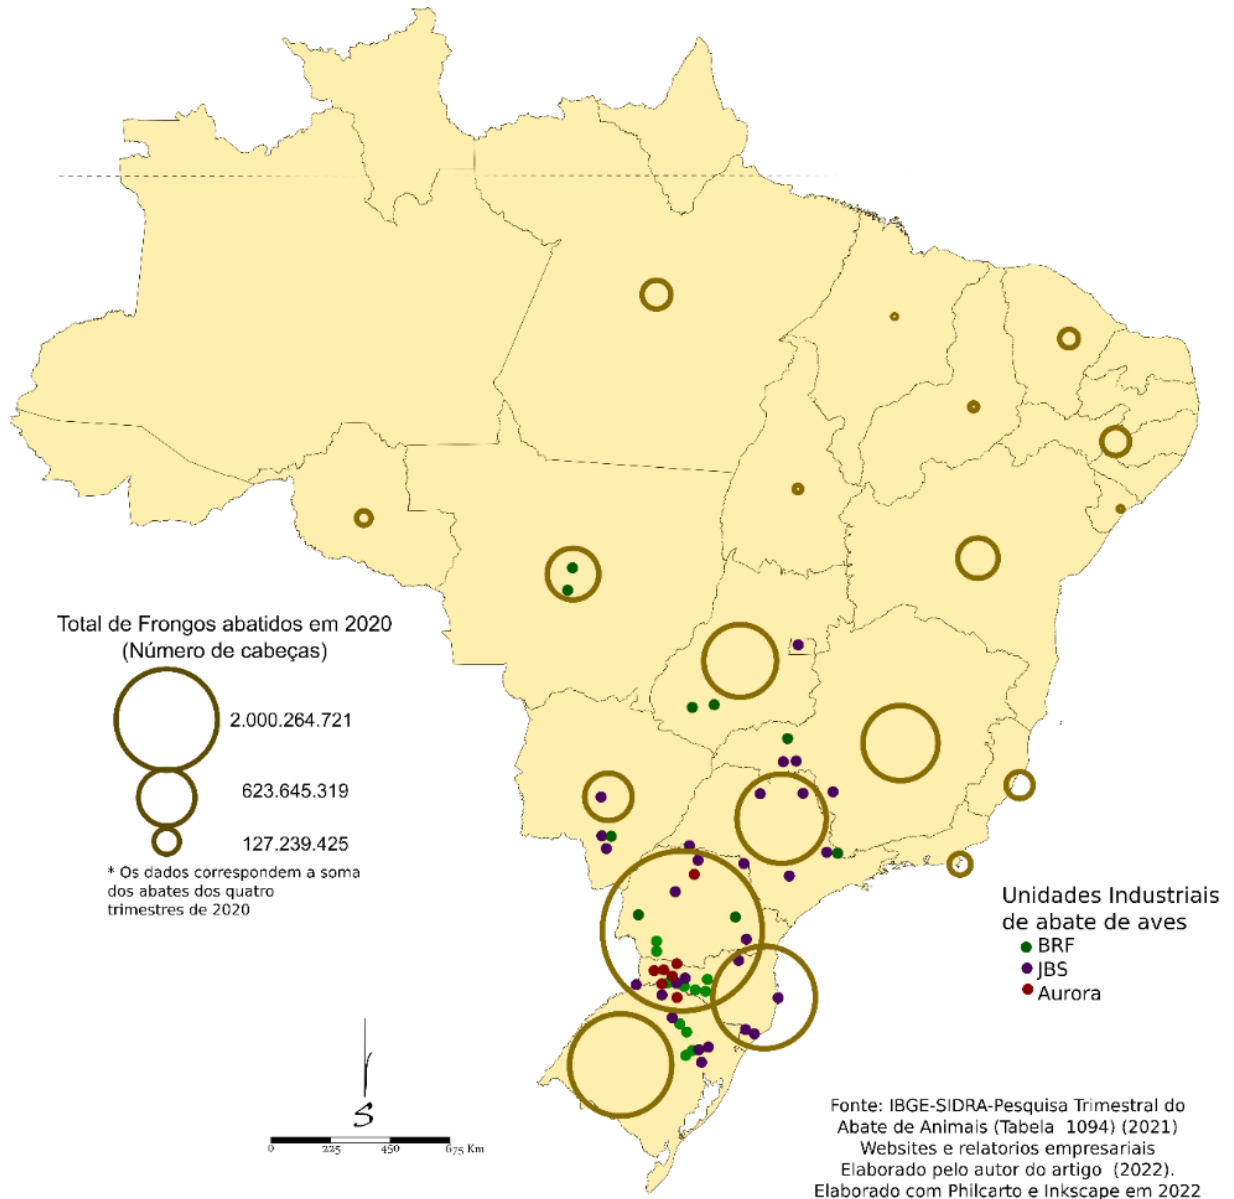 Total de Frongos abatidos em 2020
(Número de cabeças)
2.000.264.721
623.645.319
127.239.425
* Os dados correspondem a soma
dos abates dos quatro
trimestres de 2020
Unidades Industriais
de abate de aves
BRF
JBS
Aurora
S
0 225 450 675 Km
Fonte: IBGE-SIDRA-Pesquisa Trimestral do
Abate de Animais (Tabela 1094) (2021)
Websites e relatorios empresariais
Elaborado pelo autor do artigo (2022).
Elaborado com Philcarto e Inkscape em 2022